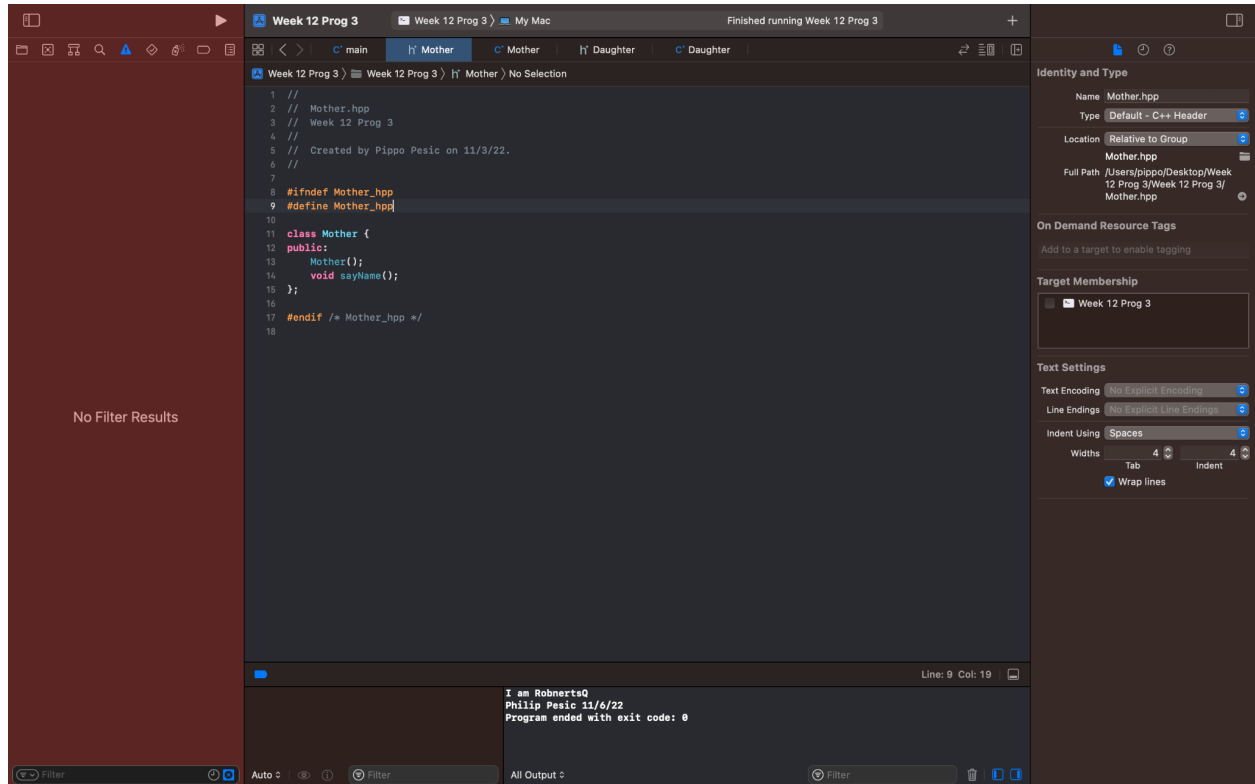 Week 12 Prog 3
Week 12 Prog 3 〉 My Mac
Finished running Week 12 Prog 3
main
Mother
Mother
Daughter
Daughter
Week 12 Prog 3 〉 Week 12 Prog 3 〉 Mother 〉 No Selection
1 //
2 //  Mother.hpp
3 //  Week 12 Prog 3
4 //
5 //  Created by Pippo Pesic on 11/3/22.
6 //
7
8 #ifndef Mother_hpp
9 #define Mother_hpp
10
11 class Mother {
12 public:
13     Mother();
14     void sayName();
15 };
16
17 #endif /* Mother_hpp */
18
No Filter Results
Filter
Line: 9 Col: 19
I am RobnertsQ
Philip Pesic 11/6/22
Program ended with exit code: 0
Auto
Filter
All Output
Filter
Identity and Type
Name Mother.hpp
Type Default - C++ Header
Location Relative to Group
Mother.hpp
Full Path /Users/pippo/Desktop/Week
12 Prog 3/Week 12 Prog 3/
Mother.hpp
On Demand Resource Tags
Add to a target to enable tagging
Target Membership
Week 12 Prog 3
Text Settings
Text Encoding No Explicit Encoding
Line Endings No Explicit Line Endings
Indent Using Spaces
Widths 4 4
Tab Indent
Wrap lines